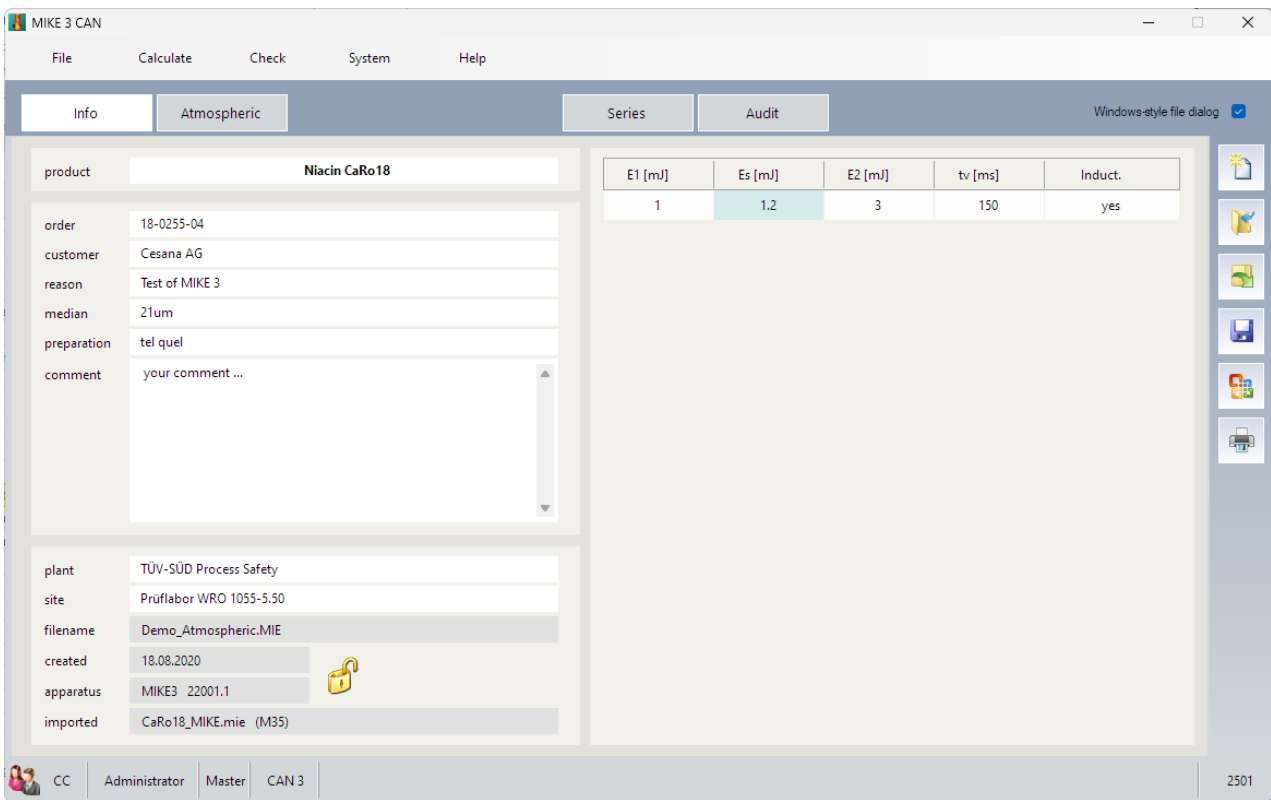 MIKE 3 CAN
File Calculate Check System Help
Info Atmospheric Series Audit Windows-style file dialog
product Niacin CaRo18
order 18-0255-04
customer Cesana AG
reason Test of MIKE 3
median 21um
preparation tel quel
comment your comment ...
plant TÜV-SÜD Process Safety
site Prüflabor WRO 1055-5.50
filename Demo_Atmospheric.MIE
created 18.08.2020
apparatus MIKE3 22001.1
imported CaRo18_MIKE.mie (M35)
E1 [mJ] Es [mJ] E2 [mJ] tv [ms] Induct.
1 1.2 3 150 yes
CC Administrator Master CAN 3 2501